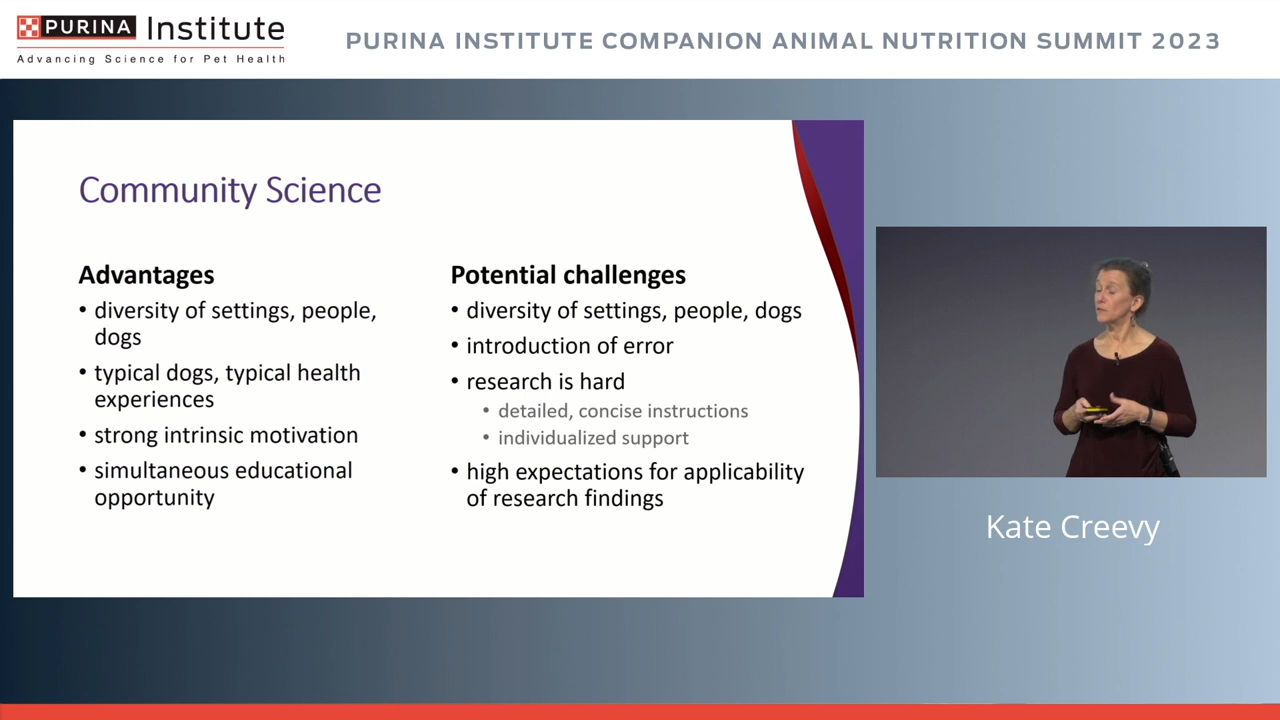 PURINA Institute
Advancing Science for Pet Health
PURINA INSTITUTE COMPANION ANIMAL NUTRITION SUMMIT 2023
Community Science
Advantages
• diversity of settings, people,
dogs
• typical dogs, typical health
experiences
• strong intrinsic motivation
• simultaneous educational
opportunity
Potential challenges
• diversity of settings, people, dogs
• introduction of error
• research is hard
• detailed, concise instructions
• individualized support
• high expectations for applicability
of research findings
Kate Creevy